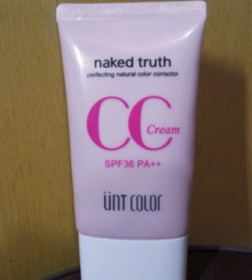 naked truth
perfecting natural color corrector
CC
Cream
SPF36 PA++
ÜNT COLOR